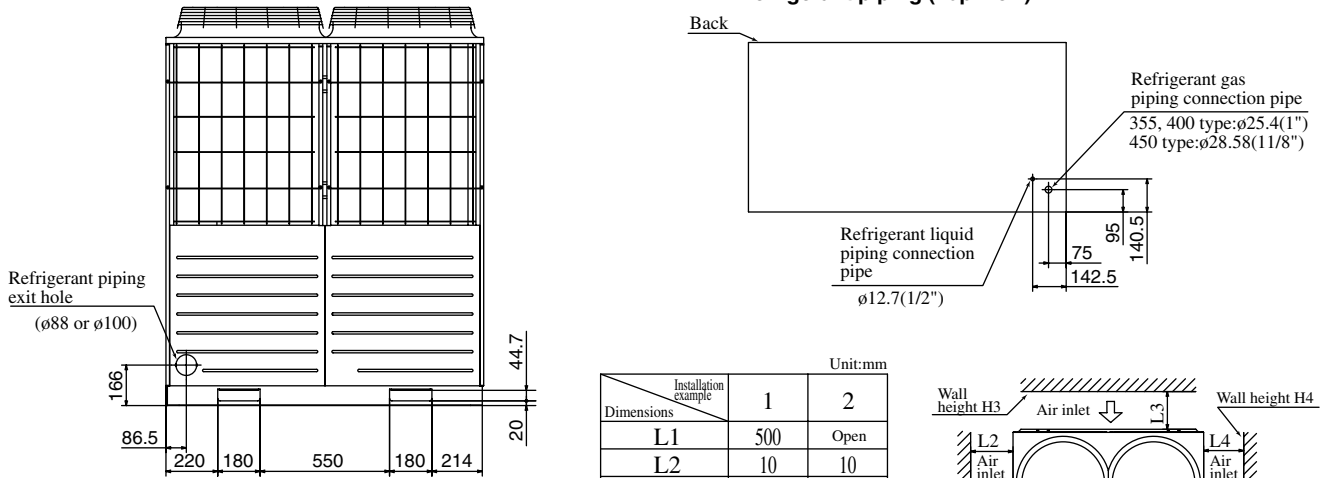 Back
Refrigerant gas
piping connection pipe
355, 400 type:ø25.4(1")
450 type:ø28.58(11/8")
Refrigerant liquid
piping connection
pipe
ø12.7(1/2")
95
140.5
75
142.5
Refrigerant piping
exit hole
(ø88 or ø100)
166
86.5
220
180
550
180
214
44.7
20
Unit:mm
Installation
example
Dimensions
1 2
L1 500 Open
L2 10 10
Wall
height H3
Air inlet
L3
Wall height H4
L2
Air
inlet
L4
Air
inlet